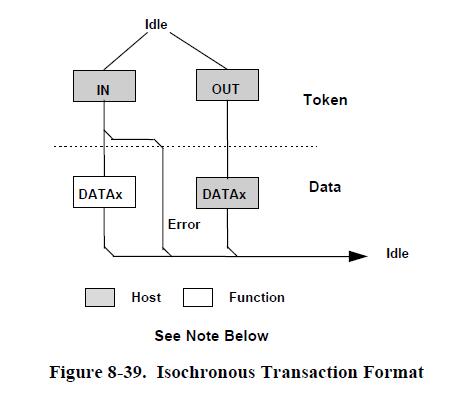 Idle
IN
OUT
Token
DATAx
DATAx
Data
Error
Idle
Host
Function
See Note Below
Figure 8-39. Isochronous Transaction Format